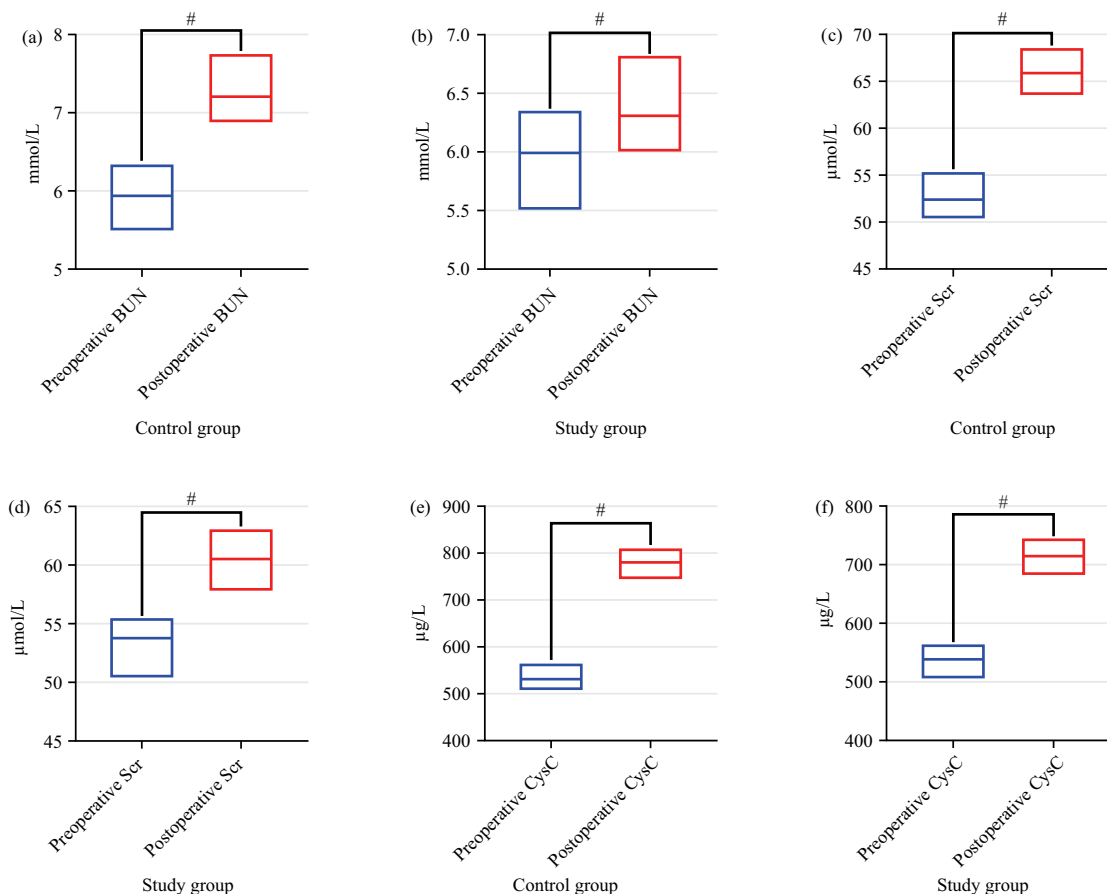 (a)
#
8
7
6
5
mmol/L
Preoperative BUN
Postoperative BUN
Control group
(b)
#
7.0
6.5
6.0
5.5
5.0
mmol/L
Preoperative BUN
Postoperative BUN
Study group
(c)
#
70
65
60
55
50
45
µmol/L
Preoperative Scr
Postoperative Scr
Control group
(d)
#
65
60
55
50
45
µmol/L
Preoperative Scr
Postoperative Scr
Study group
(e)
#
900
800
700
600
500
400
µg/L
Preoperative CysC
Postoperative CysC
Control group
(f)
#
800
700
600
500
400
µg/L
Preoperative CysC
Postoperative CysC
Study group